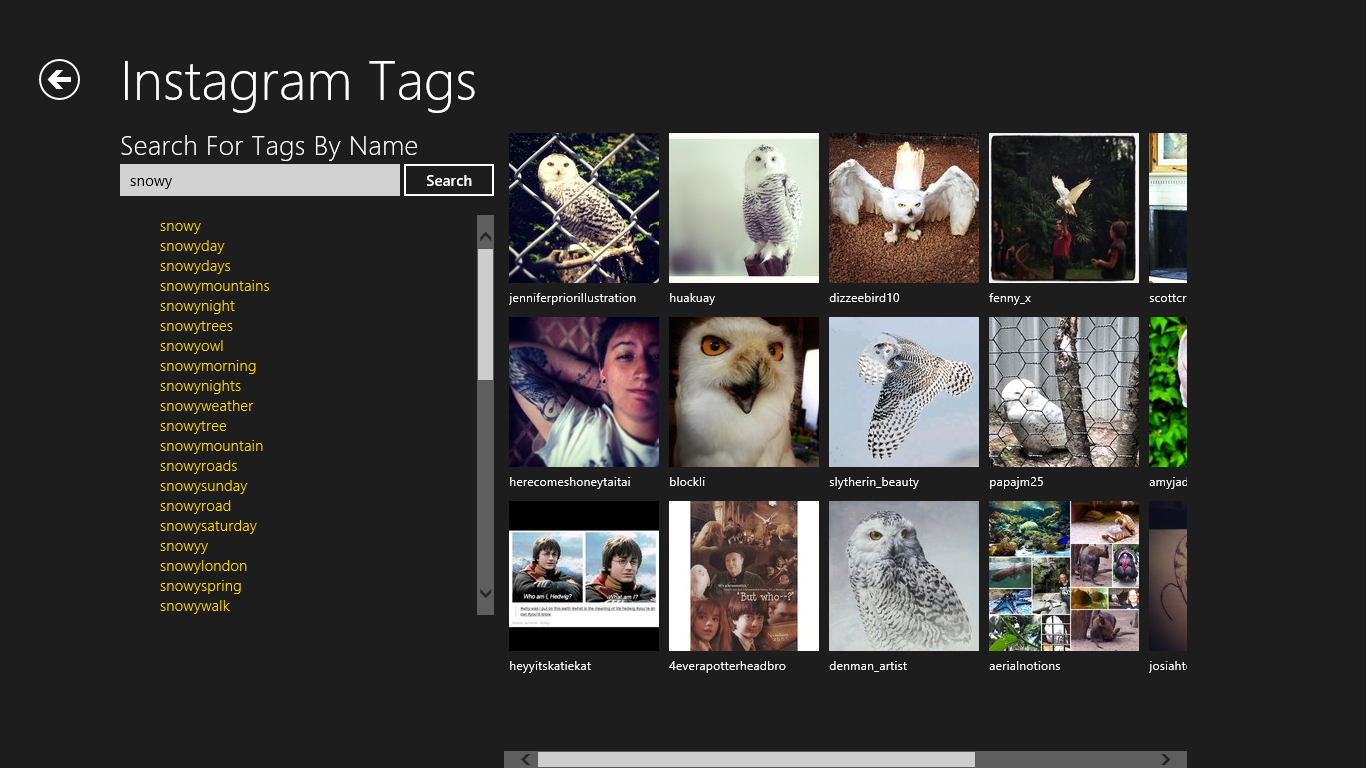 Instagram Tags
Search For Tags By Name
snowy
Search
snowy
snowyday
snowydays
snowymountains
snowynight
snowytrees
snowyowl
snowymorning
snowynights
snowyweather
snowytree
snowymountain
snowyroads
snowysunday
snowyroad
snowysaturday
snowyy
snowylondon
snowyspring
snowywalk
jenniferpriorillustration
huakuay
dizzeebird10
fenny_x
scottcr
herecomeshoneytaitai
blockli
slytherin_beauty
papajm25
amyjad
Who am I, Hedwig?
What am I?
"But who--?"
heyyitskatiekat
4everapotterheadbro
denman_artist
aerialnotions
josiaht